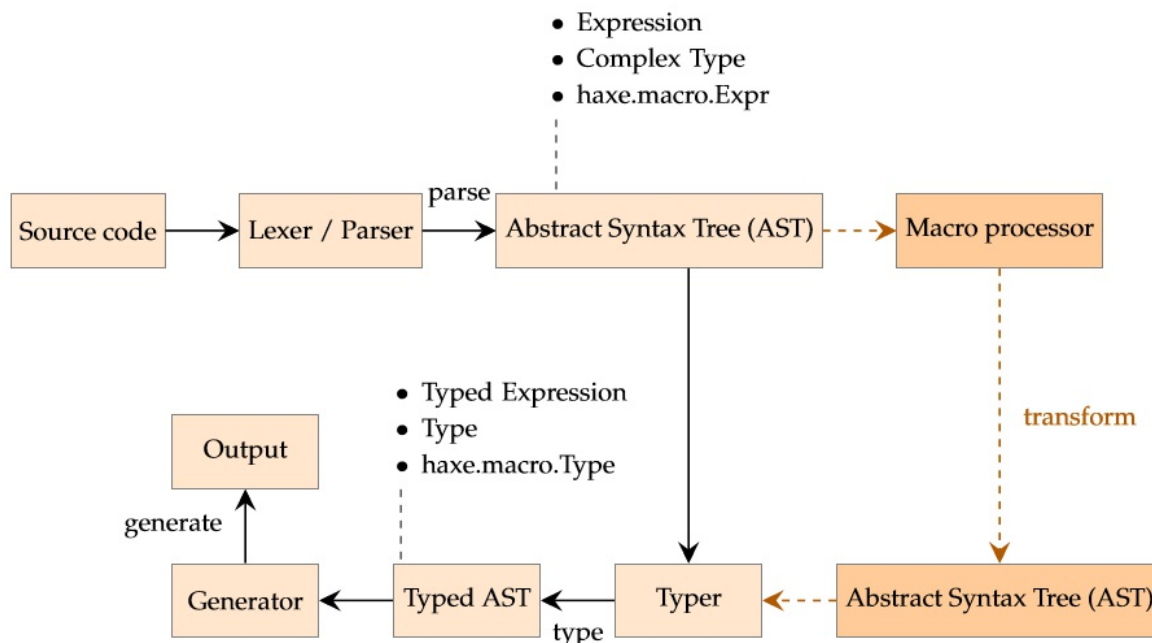 • Expression
• Complex Type
• haxe.macro.Expr
parse
Source code
Lexer / Parser
Abstract Syntax Tree (AST)
Macro processor
• Typed Expression
• Type
• haxe.macro.Type
transform
Output
generate
Generator
Typed AST
type
Typer
Abstract Syntax Tree (AST)